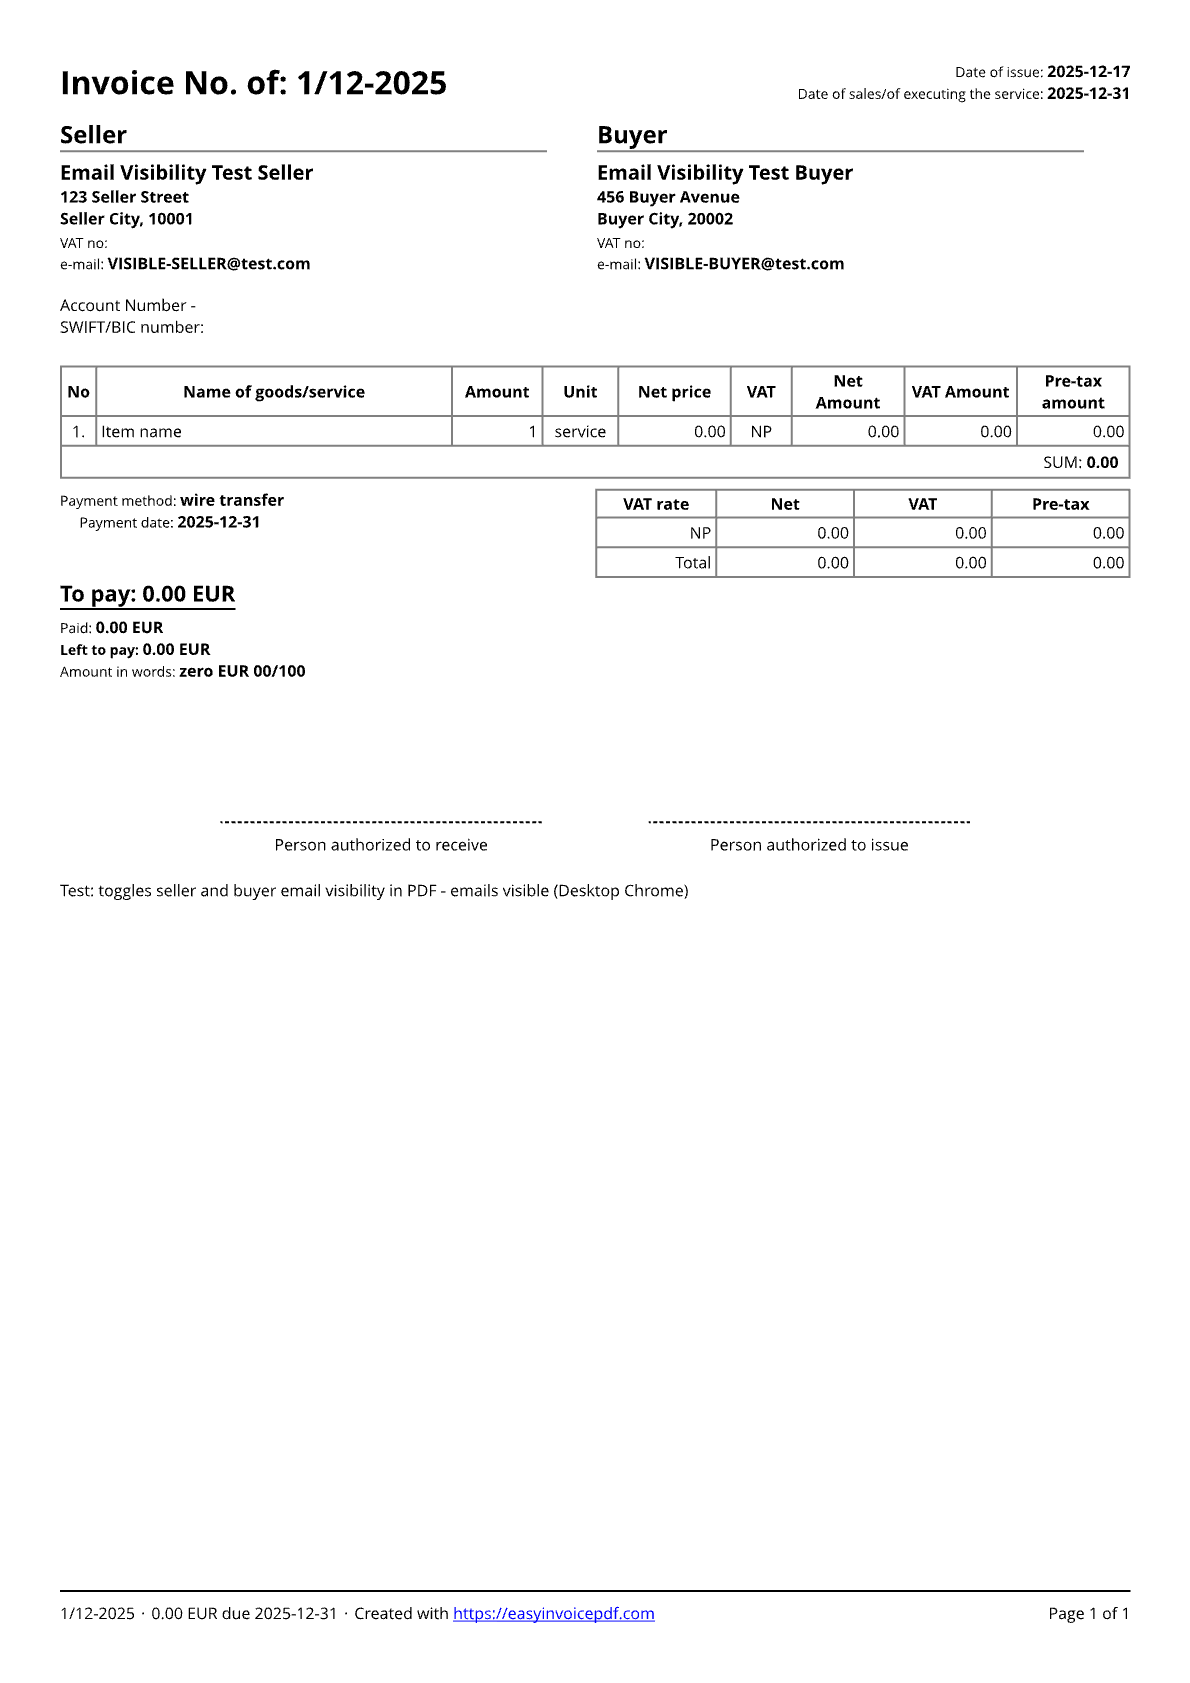 Invoice No. of: 1/12-2025
Date of issue: 2025-12-17
Date of sales/of executing the service: 2025-12-31
Seller
Email Visibility Test Seller
123 Seller Street
Seller City, 10001
VAT no:
e-mail: VISIBLE-SELLER@test.com
Account Number -
SWIFT/BIC number:
Buyer
Email Visibility Test Buyer
456 Buyer Avenue
Buyer City, 20002
VAT no:
e-mail: VISIBLE-BUYER@test.com
No Name of goods/service Amount Unit Net price VAT Net Amount VAT Amount Pre-tax amount
1. Item name 1 service 0.00 NP 0.00 0.00 0.00
SUM: 0.00
Payment method: wire transfer
Payment date: 2025-12-31
VAT rate Net VAT Pre-tax
NP 0.00 0.00 0.00
Total 0.00 0.00 0.00
To pay: 0.00 EUR
Paid: 0.00 EUR
Left to pay: 0.00 EUR
Amount in words: zero EUR 00/100
Person authorized to receive
Person authorized to issue
Test: toggles seller and buyer email visibility in PDF - emails visible (Desktop Chrome)
1/12-2025 · 0.00 EUR due 2025-12-31 · Created with https://easyinvoicepdf.com
Page 1 of 1